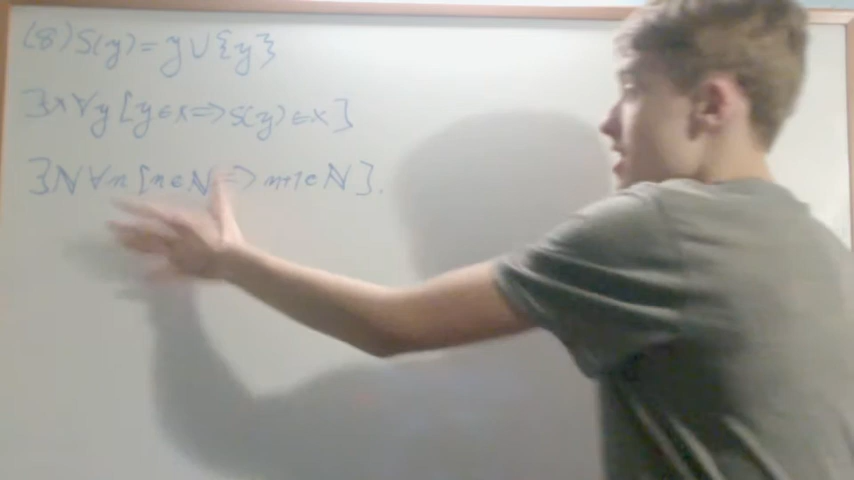 (8) S(y) = y ∪ {y}
∃x ∀y [y ∈ x => S(y) ∈ x]
∃ℕ ∀n [n ∈ ℕ => n+1 ∈ ℕ].